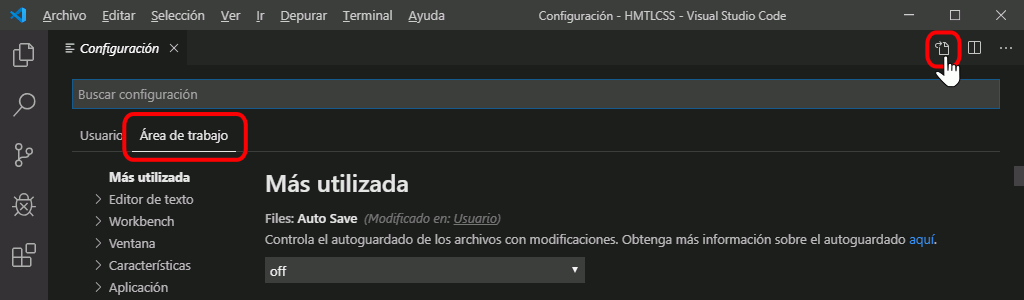 Archivo Editar Selección Ver Ir Depurar Terminal Ayuda Configuración - HMTLCSS - Visual Studio Code
Configuración
Buscar configuración
Usuario Área de trabajo
Más utilizada
Editor de texto
Workbench
Ventana
Características
Aplicación
Más utilizada
Files: Auto Save (Modificado en: Usuario)
Controla el autoguardado de los archivos con modificaciones. Obtenga más información sobre el autoguardado aquí.
off